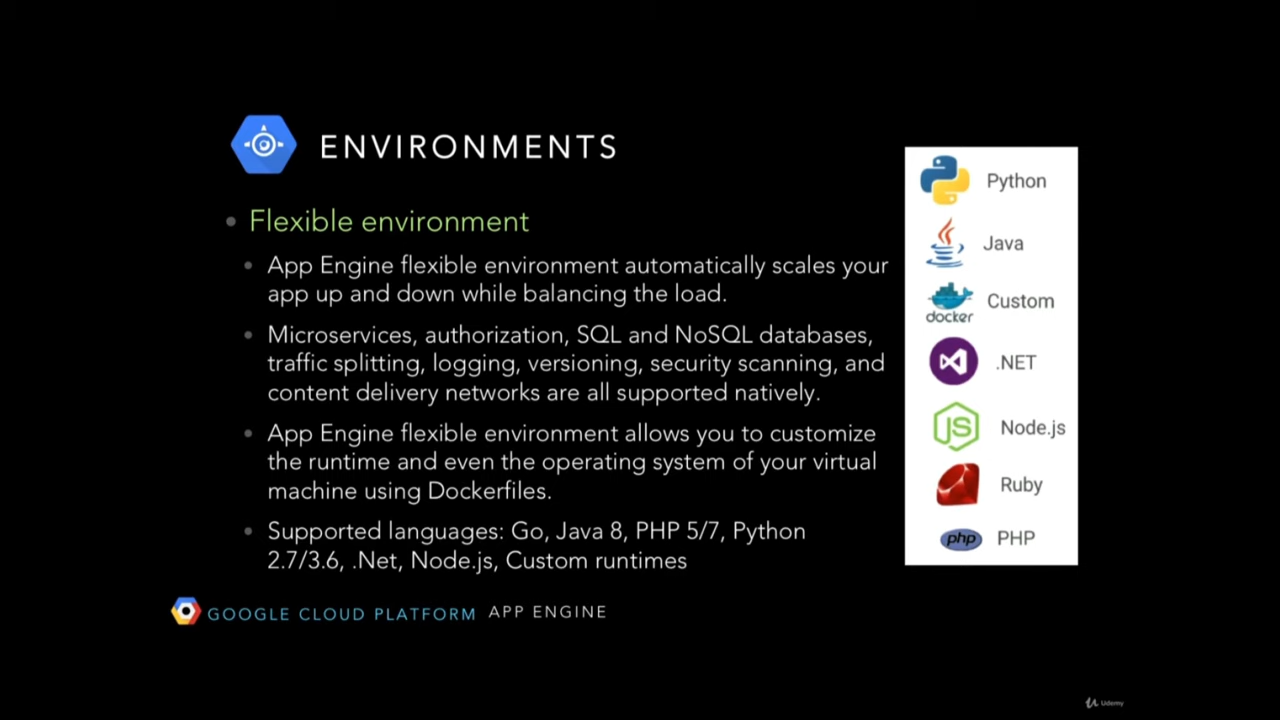 ENVIRONMENTS
Flexible environment
App Engine flexible environment automatically scales your
app up and down while balancing the load.
Microservices, authorization, SQL and NoSQL databases,
traffic splitting, logging, versioning, security scanning, and
content delivery networks are all supported natively.
App Engine flexible environment allows you to customize
the runtime and even the operating system of your virtual
machine using Dockerfiles.
Supported languages: Go, Java 8, PHP 5/7, Python
2.7/3.6, .Net, Node.js, Custom runtimes
Python
Java
docker Custom
.NET
JS Node.js
Ruby
php PHP
GOOGLE CLOUD PLATFORM APP ENGINE
Udemy